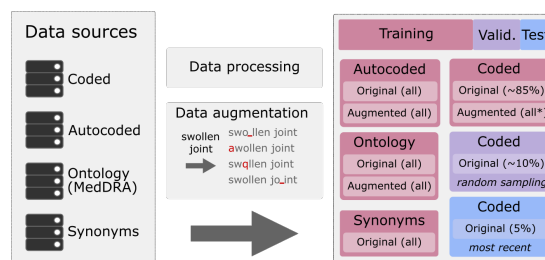 Data sources
Coded
Autocoded
Ontology
(MedDRA)
Synonyms
Data processing
Data augmentation
swollen
joint
swo_llen joint
awollen joint
swqllen joint
swollen jo_int
Training
Valid.
Test
Autocoded
Original (all)
Augmented (all)
Coded
Original (~85%)
Augmented (all*)
Ontology
Original (all)
Augmented (all)
Coded
Original (~10%)
random sampling
Synonyms
Original (all)
Coded
Original (5%)
most recent